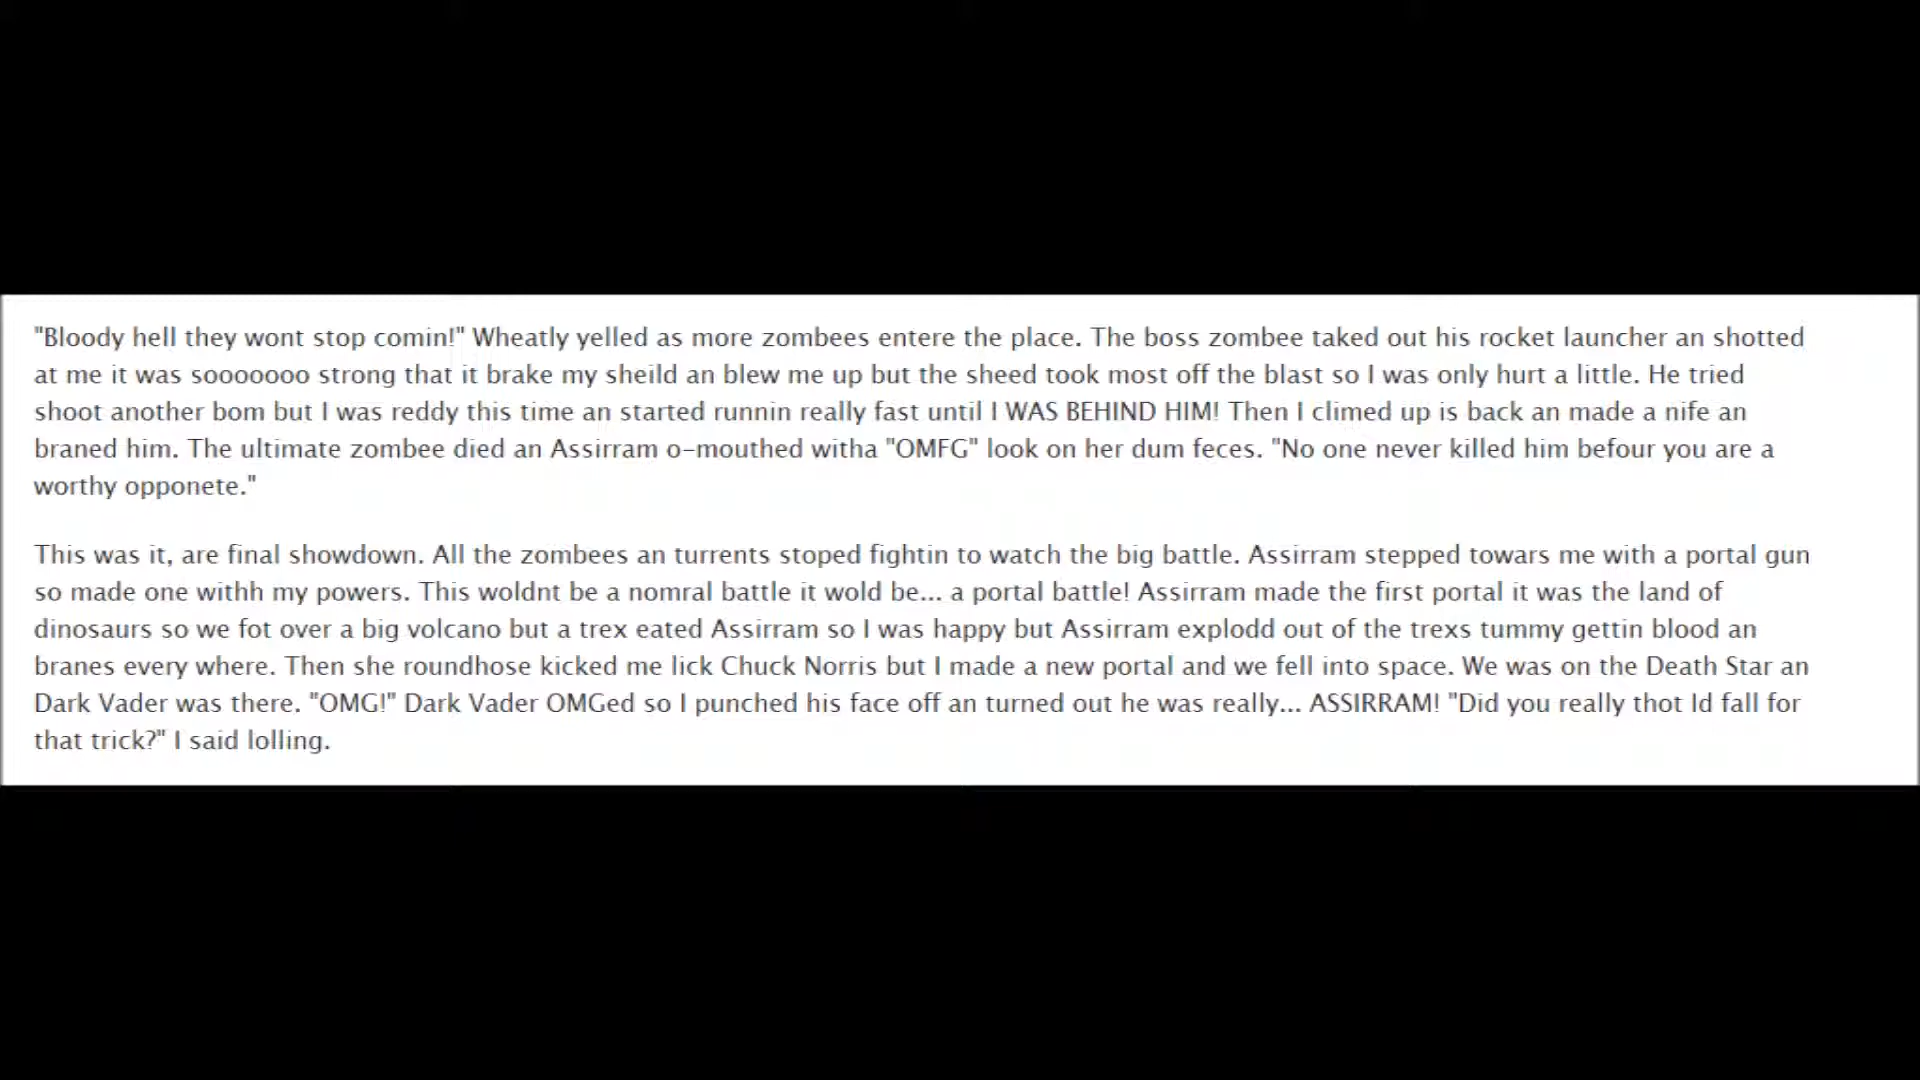 "Bloody hell they wont stop comin!" Wheatly yelled as more zombees entere the place. The boss zombee taked out his rocket launcher an shotted
at me it was sooooooo strong that it brake my sheild an blew me up but the sheed took most off the blast so I was only hurt a little. He tried
shoot another bom but I was reddy this time an started runnin really fast until I WAS BEHIND HIM! Then I climed up is back an made a nife an
braned him. The ultimate zombee died an Assirram o-mouthed witha "OMFG" look on her dum feces. "No one never killed him befour you are a
worthy opponete."
This was it, are final showdown. All the zombees an turrents stoped fightin to watch the big battle. Assirram stepped towars me with a portal gun
so made one withh my powers. This woldnt be a nomral battle it wold be... a portal battle! Assirram made the first portal it was the land of
dinosaurs so we fot over a big volcano but a trex eated Assirram so I was happy but Assirram explodd out of the trexs tummy gettin blood an
branes every where. Then she roundhose kicked me lick Chuck Norris but I made a new portal and we fell into space. We was on the Death Star an
Dark Vader was there. "OMG!" Dark Vader OMGed so I punched his face off an turned out he was really... ASSIRRAM! "Did you really thot Id fall for
that trick?" I said lolling.